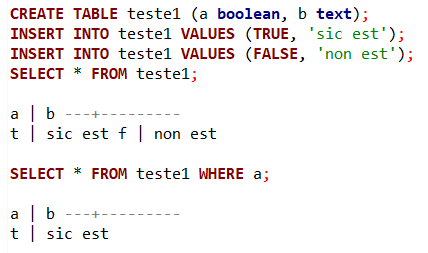 CREATE TABLE teste1 (a boolean, b text);
INSERT INTO teste1 VALUES (TRUE, 'sic est');
INSERT INTO teste1 VALUES (FALSE, 'non est');
SELECT * FROM teste1;
a | b ---+---------
t | sic est f | non est
SELECT * FROM teste1 WHERE a;
a | b ---+---------
t | sic est